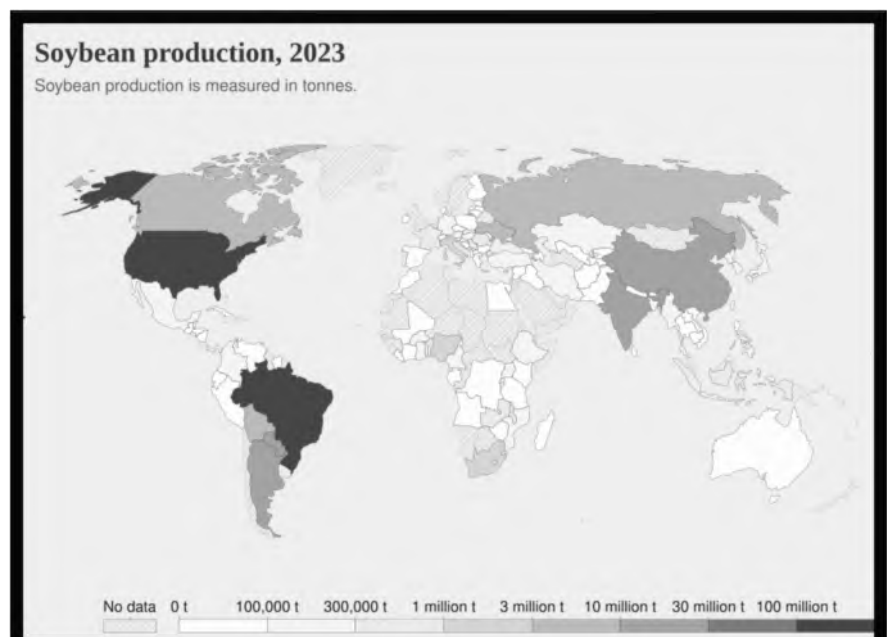 Soybean production, 2023
Soybean production is measured in tonnes.
No data 0 t 100,000 t 300,000 t 1 million t 3 million t 10 million t 30 million t 100 million t